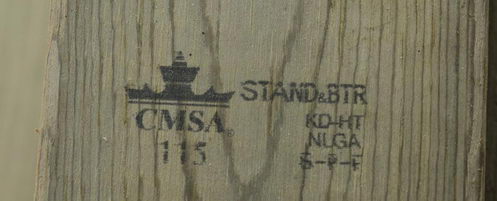 CMSA®
115
STAND&BTR
KD-HT
NLGA
S-P-F